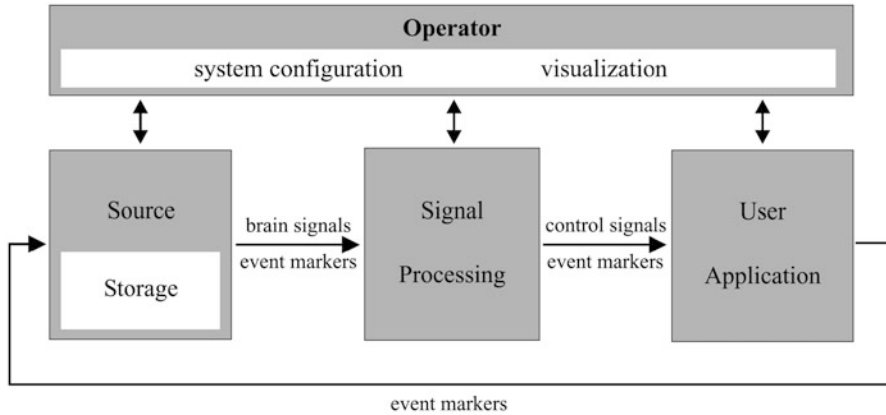 Operator
system configuration visualization
Source
Storage
brain signals
event markers
Signal
Processing
control signals
event markers
User
Application
event markers